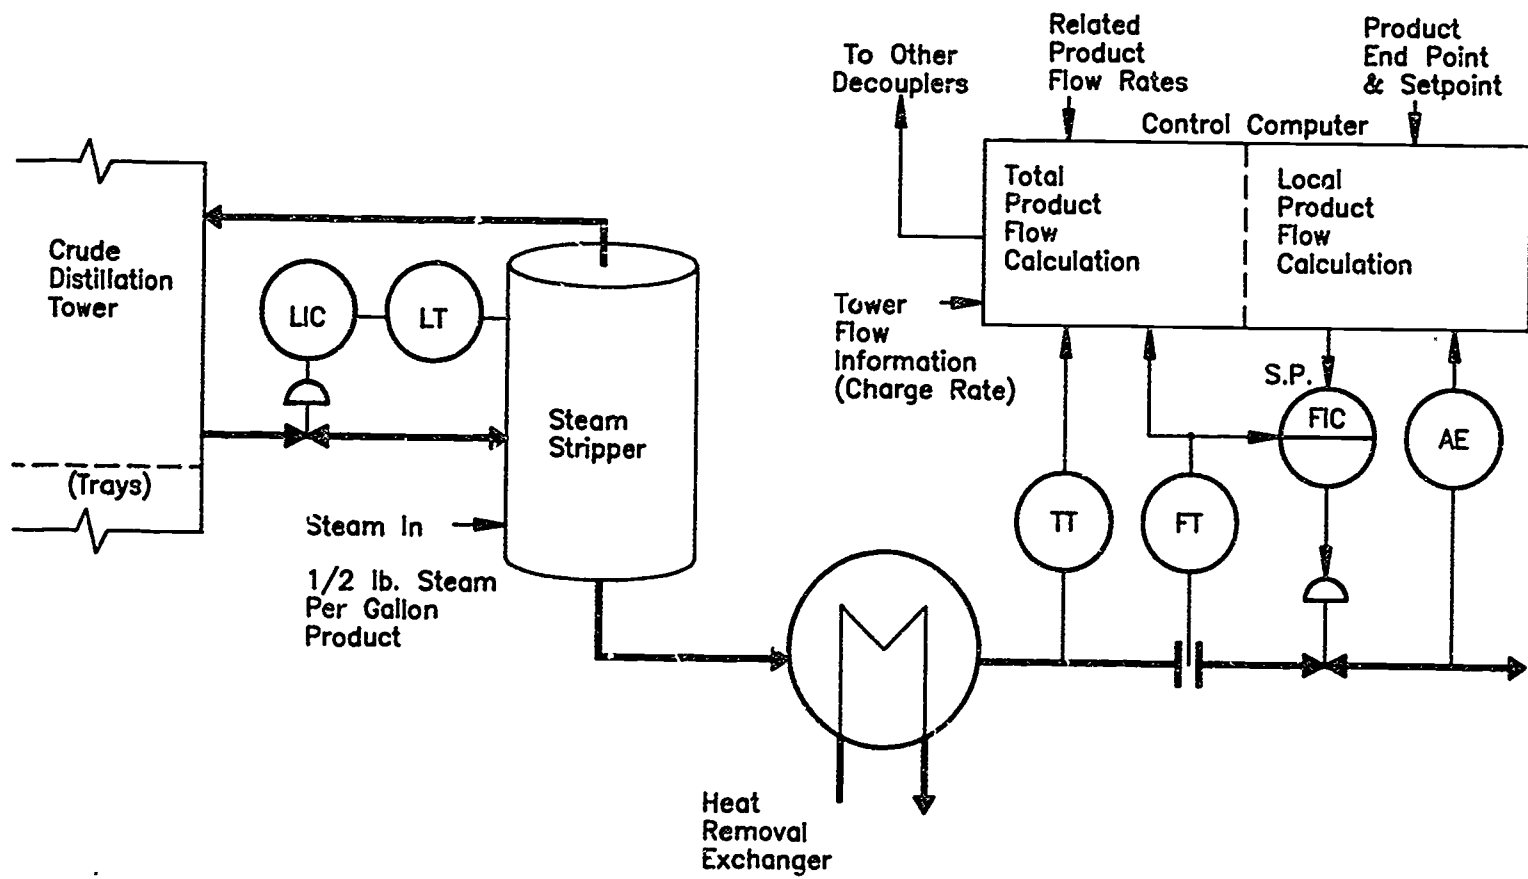 To Other
Decouplers
Related
Product
Flow Rates
Product
End Point
& Setpoint
Control Computer
Total
Product
Flow
Calculation
Local
Product
Flow
Calculation
Crude
Distillation
Tower
LIC
LT
Tower
Flow
Information
(Charge Rate)
S.P.
FIC
AE
Steam
Stripper
(Trays)
Steam In
TT
FT
1/2 lb. Steam
Per Gallon
Product
Heat
Removal
Exchanger